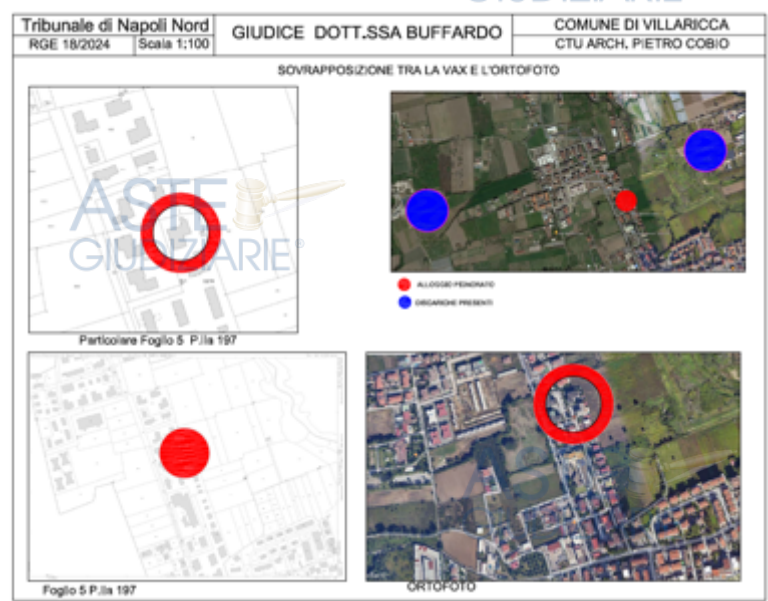 GIUDIZIARIE
Tribunale di Napoli Nord
RGE 18/2024 Scala 1:100
GIUDICE DOTT.SSA BUFFARDO
COMUNE DI VILLARICCA
CTU ARCH. PIETRO COBIO
SOVRAPPOSIZIONE TRA LA VAX E L'ORTOFOTO
ASTE
GIUDIZIARIE®
ALLOGGIO PIGNORATO
DISCARICHE PRESENTI
Particolare Foglio 5 P.lla 197
Foglio 5 P.lla 197
ORTOFOTO